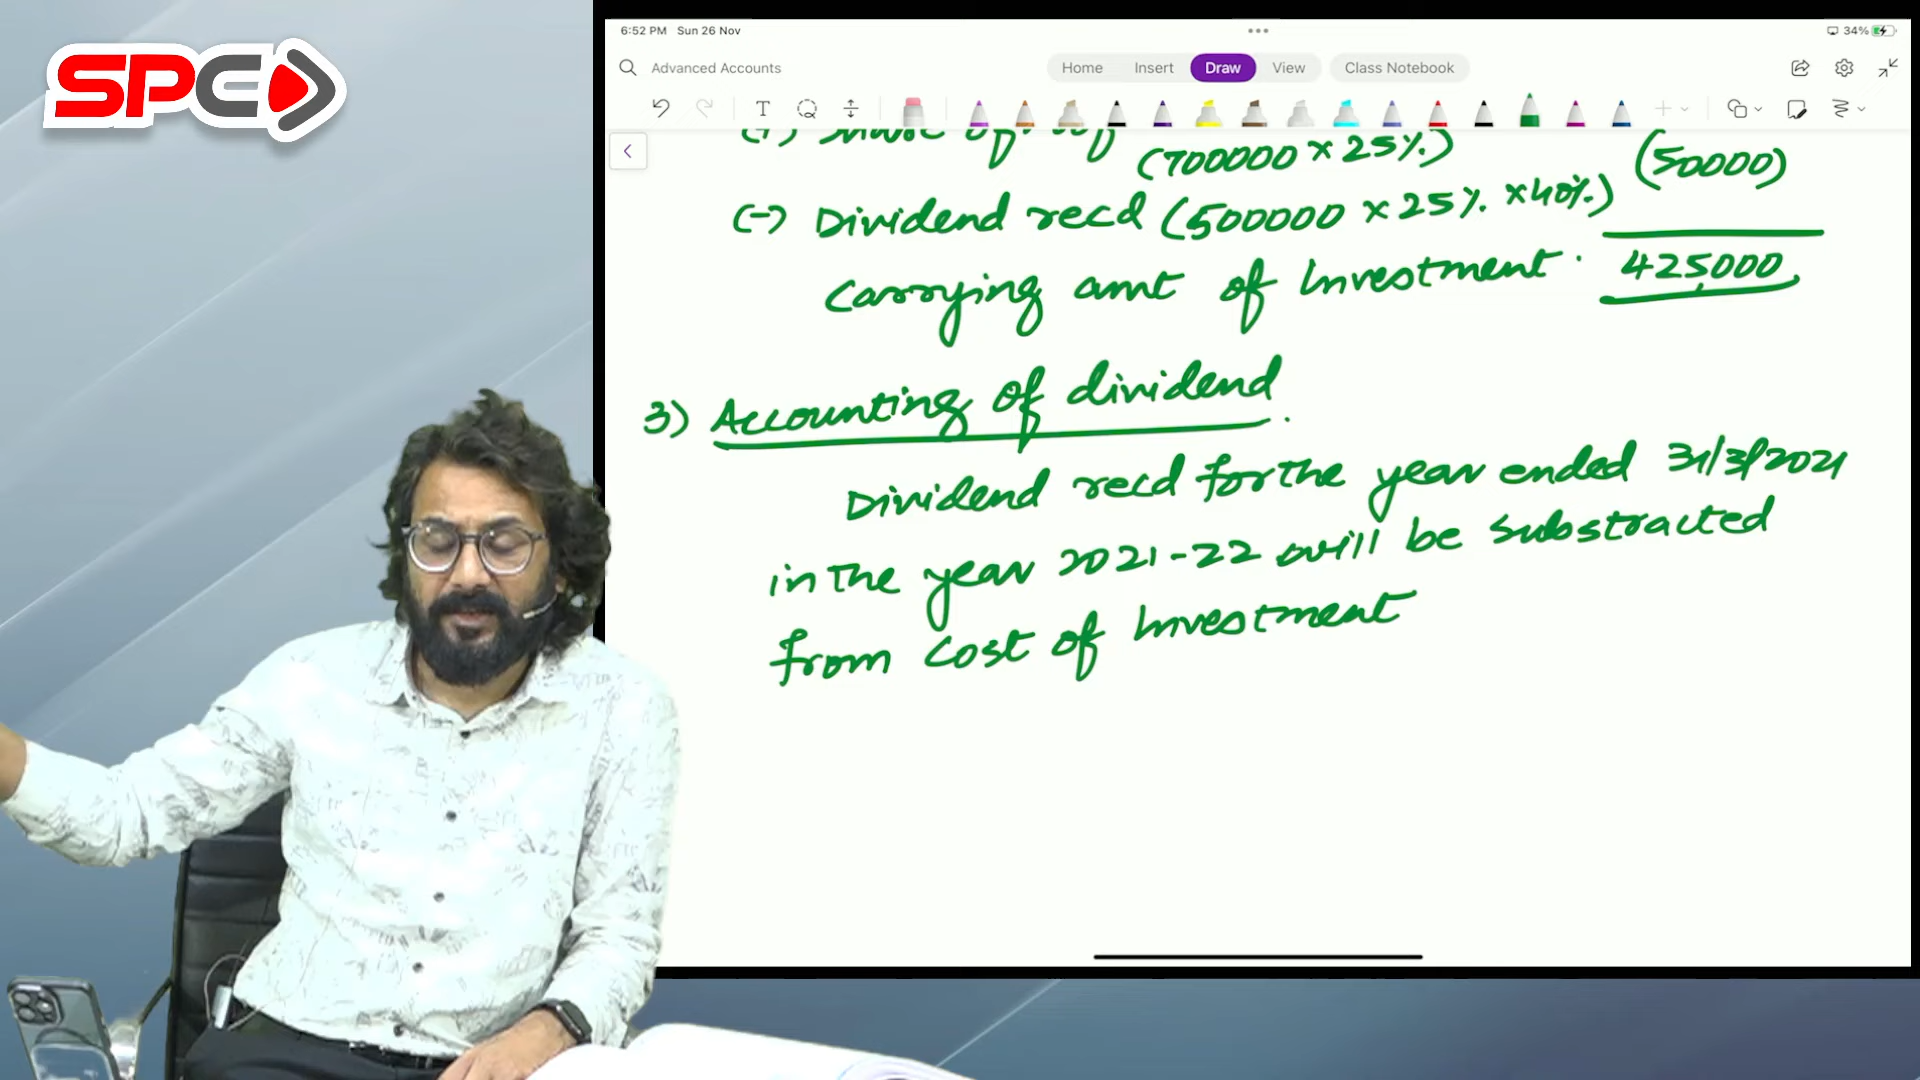 SPC
6:52 PM Sun 26 Nov
34%
Advanced Accounts
Home Insert Draw View Class Notebook
(700000 x 25%.)
(50000)
(-) Dividend recd (500000 x 25%. x40%.)
Carrying amt of Investment. 425000
3) Accounting of dividend.
Dividend recd for the year ended 31/3/2021
in the year 2021-22 will be substracted
from cost of Investment